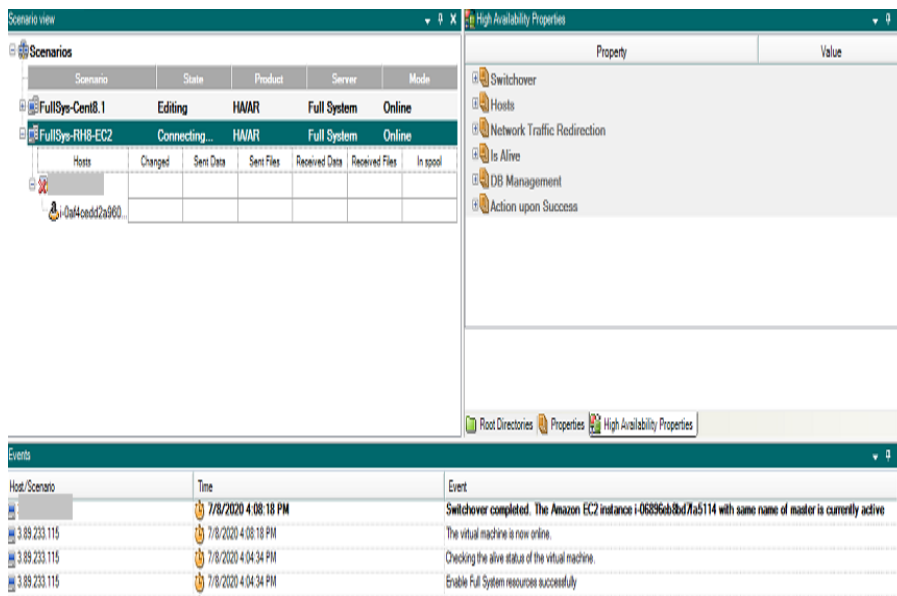 Scenario view
Scenarios
Scenario State Product Server Mode
FullSys-Cent8.1 Editing HA/AR Full System Online
FullSys-RH8-EC2 Connecting... HA/AR Full System Online
Hosts Changed Sent Data Sent Files Received Data Received Files In spool
i-0af4cedd2a960...
High Availability Properties
Property Value
Switchover
Hosts
Network Traffic Redirection
Is Alive
DB Management
Action upon Success
Root Directories Properties High Availability Properties
Events
Host/Scenario Time Event
7/8/2020 4:08:18 PM Switchover completed. The Amazon EC2 instance i-06896eb8bd7fa5114 with same name of master is currently active
3.89.233.115 7/8/2020 4:08:18 PM The virtual machine is now online.
3.89.233.115 7/8/2020 4:04:34 PM Checking the alive status of the virtual machine.
3.89.233.115 7/8/2020 4:04:34 PM Enable Full System resources successfully